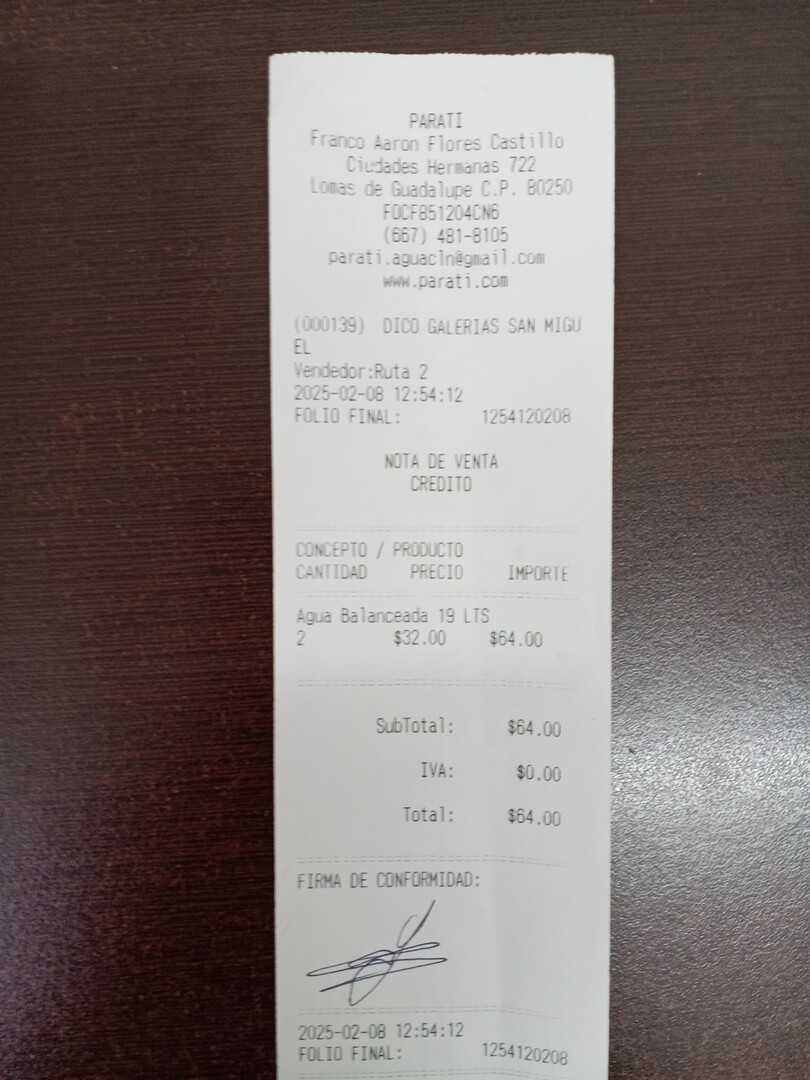 PARATI
Franco Aaron Flores Castillo
Ciudades Hermanas 722
Lomas de Guadalupe C.P. 80250
FOCF851204CN6
(667) 481-8105
parati.aguacln@gmail.com
www.parati.com
(000139) DICO GALERIAS SAN MIGU
EL
Vendedor:Ruta 2
2025-02-08 12:54:12
FOLIO FINAL: 1254120208
NOTA DE VENTA
CREDITO
CONCEPTO / PRODUCTO
CANTIDAD PRECIO IMPORTE
Agua Balanceada 19 LTS
2 $32.00 $64.00
SubTotal: $64.00
IVA: $0.00
Total: $64.00
FIRMA DE CONFORMIDAD:
2025-02-08 12:54:12
FOLIO FINAL: 1254120208